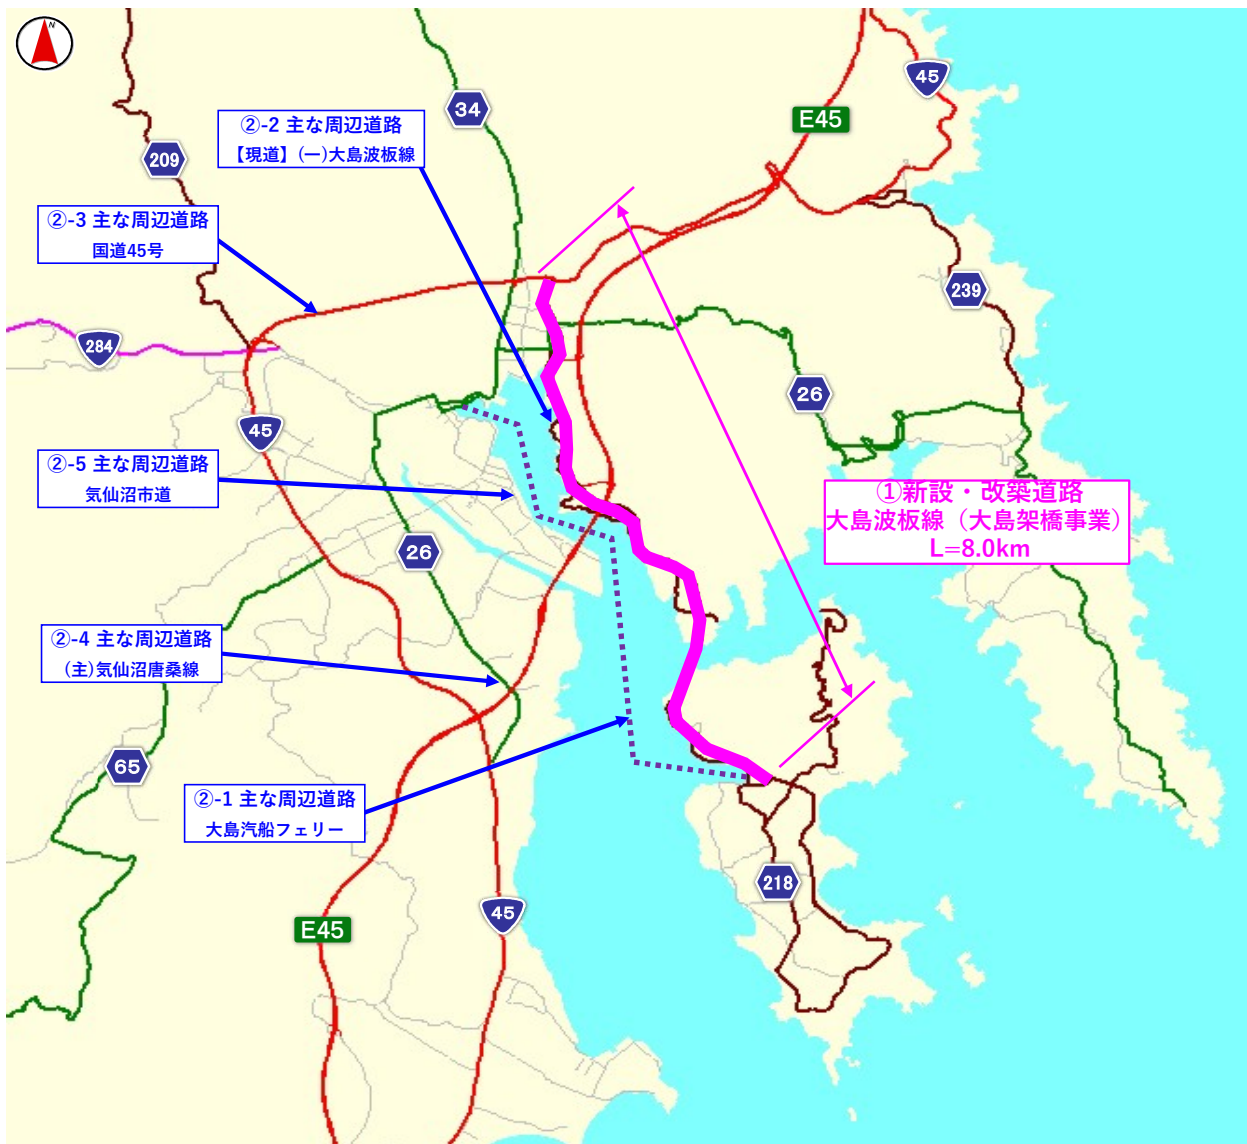 N
45
34
E45
②-2 主な周辺道路
【現道】(一)大島波板線
209
②-3 主な周辺道路
国道45号
239
284
26
45
②-5 主な周辺道路
気仙沼市道
①新設・改築道路
大島波板線（大島架橋事業）
L=8.0km
26
②-4 主な周辺道路
(主)気仙沼唐桑線
65
②-1 主な周辺道路
大島汽船フェリー
218
45
E45